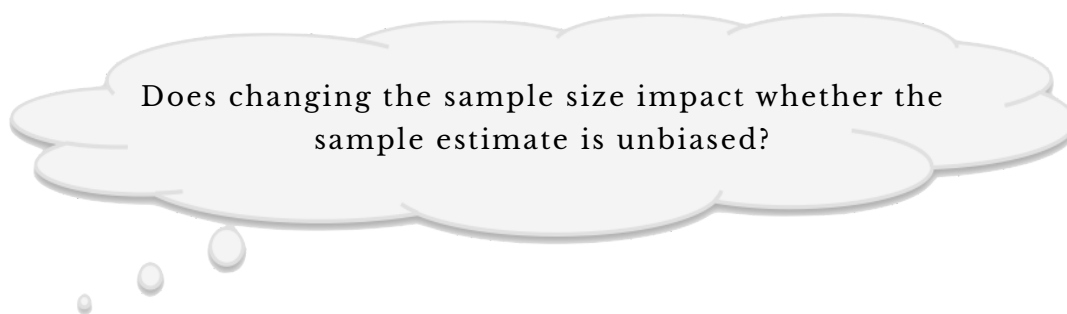 Does changing the sample size impact whether the
sample estimate is unbiased?